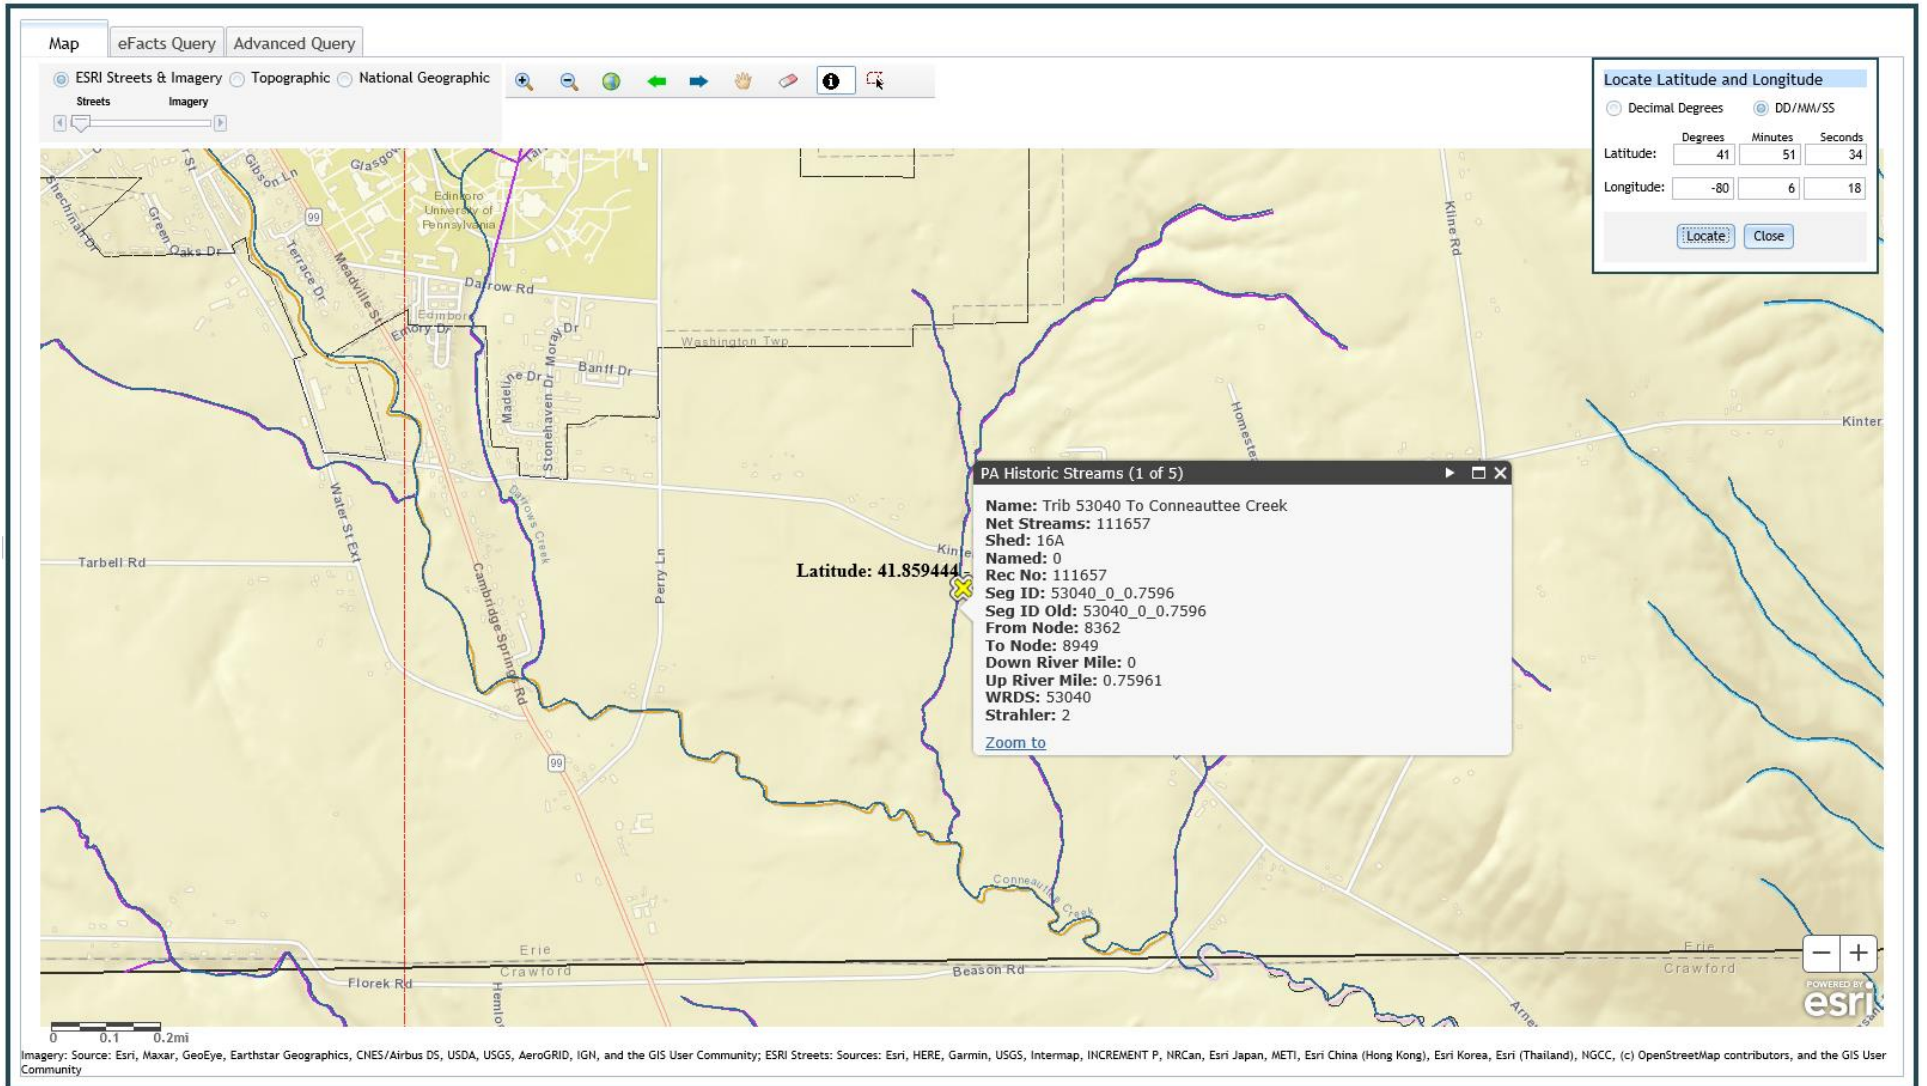 Map eFacts Query Advanced Query
ESRI Streets & Imagery Topographic National Geographic
Streets Imagery
Locate Latitude and Longitude
Decimal Degrees DD/MM/SS
Degrees Minutes Seconds
Latitude: 41 51 34
Longitude: -80 6 18
Locate Close
Gibson Ln
Glasgow
Shechinah Dr
Green Oaks Dr
99
Terrace Dr
Meadville St
Edinboro
University of
Pennsylvania
Darrow Rd
Edinboro
Emory Dr
Moray Dr
Banff Dr
Madeline Dr
Stonehaven Dr
Washington Twp
Kline Rd
Homestea
Kinter
Water St Ext
Darrows Creek
Tarbell Rd
Cambridge Springs Rd
Perry Ln
Kinte
Latitude: 41.859444 -
PA Historic Streams (1 of 5)
Name: Trib 53040 To Conneauttee Creek
Net Streams: 111657
Shed: 16A
Named: 0
Rec No: 111657
Seg ID: 53040_0_0.7596
Seg ID Old: 53040_0_0.7596
From Node: 8362
To Node: 8949
Down River Mile: 0
Up River Mile: 0.75961
WRDS: 53040
Strahler: 2
Zoom to
99
Conneauttee Creek
Erie
Crawford
Beason Rd
Florek Rd
Hemlo
Erie
Crawford
Arne
POWERED BY
esri
0 0.1 0.2mi
Imagery: Source: Esri, Maxar, GeoEye, Earthstar Geographics, CNES/Airbus DS, USDA, USGS, AeroGRID, IGN, and the GIS User Community; ESRI Streets: Sources: Esri, HERE, Garmin, USGS, Intermap, INCREMENT P, NRCan, Esri Japan, METI, Esri China (Hong Kong), Esri Korea, Esri (Thailand), NGCC, (c) OpenStreetMap contributors, and the GIS User
Community